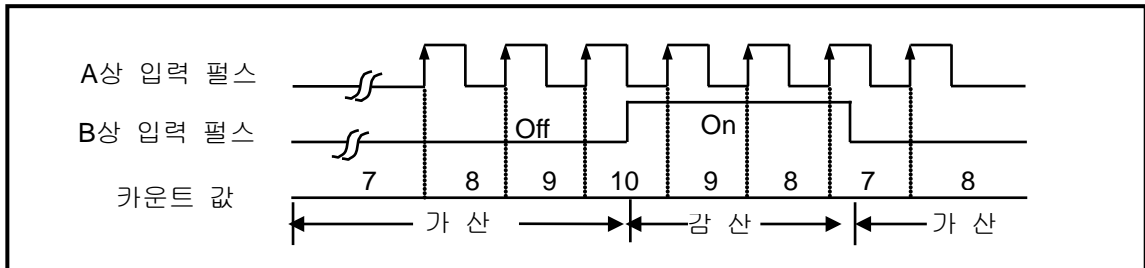 A상 입력 펄스
B상 입력 펄스 Off On
카운트 값 7 8 9 10 9 8 7 8
가 산 감 산 가 산